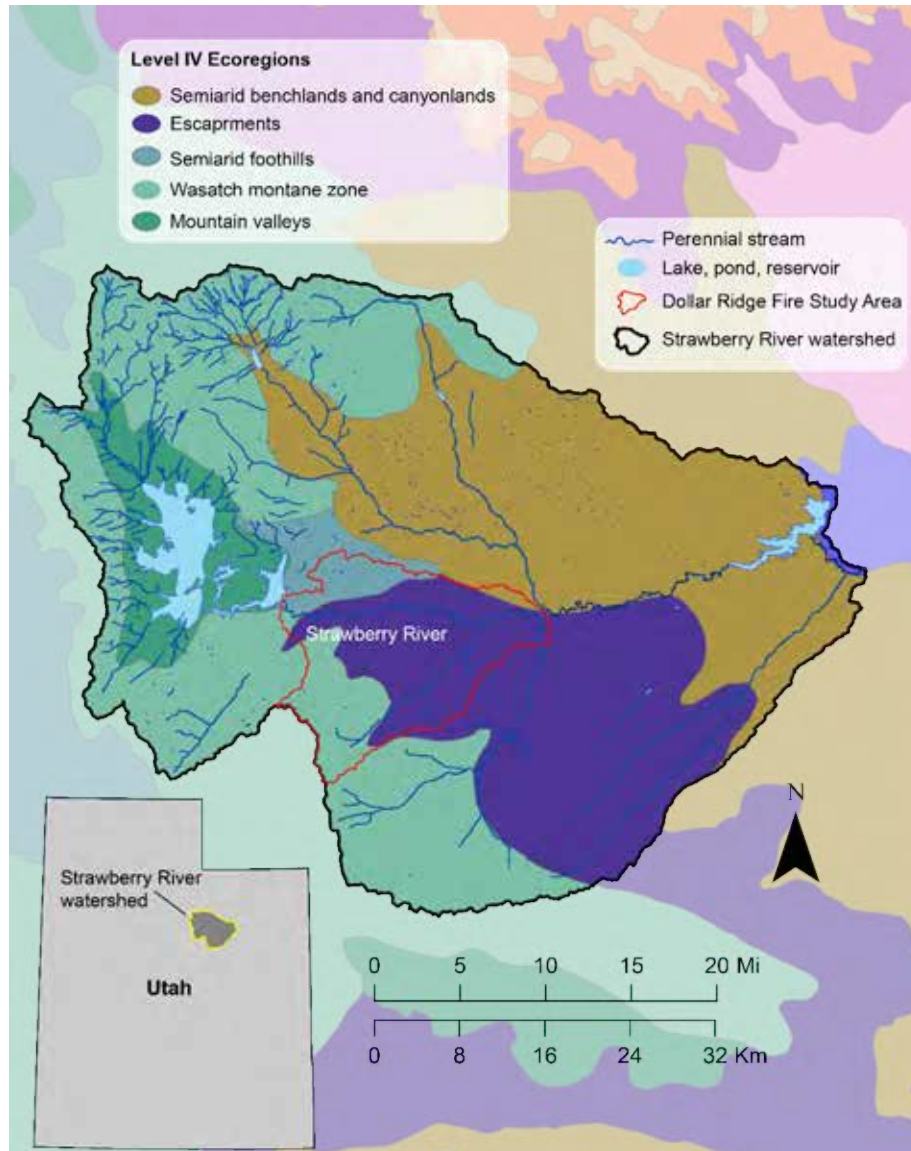 Level IV Ecoregions
Semiarid benchlands and canyonlands
Escaprments
Semiarid foothills
Wasatch montane zone
Mountain valleys
Perennial stream
Lake, pond, reservoir
Dollar Ridge Fire Study Area
Strawberry River watershed
Strawberry River
N
Strawberry River
watershed
Utah
0 5 10 15 20 Mi
0 8 16 24 32 Km